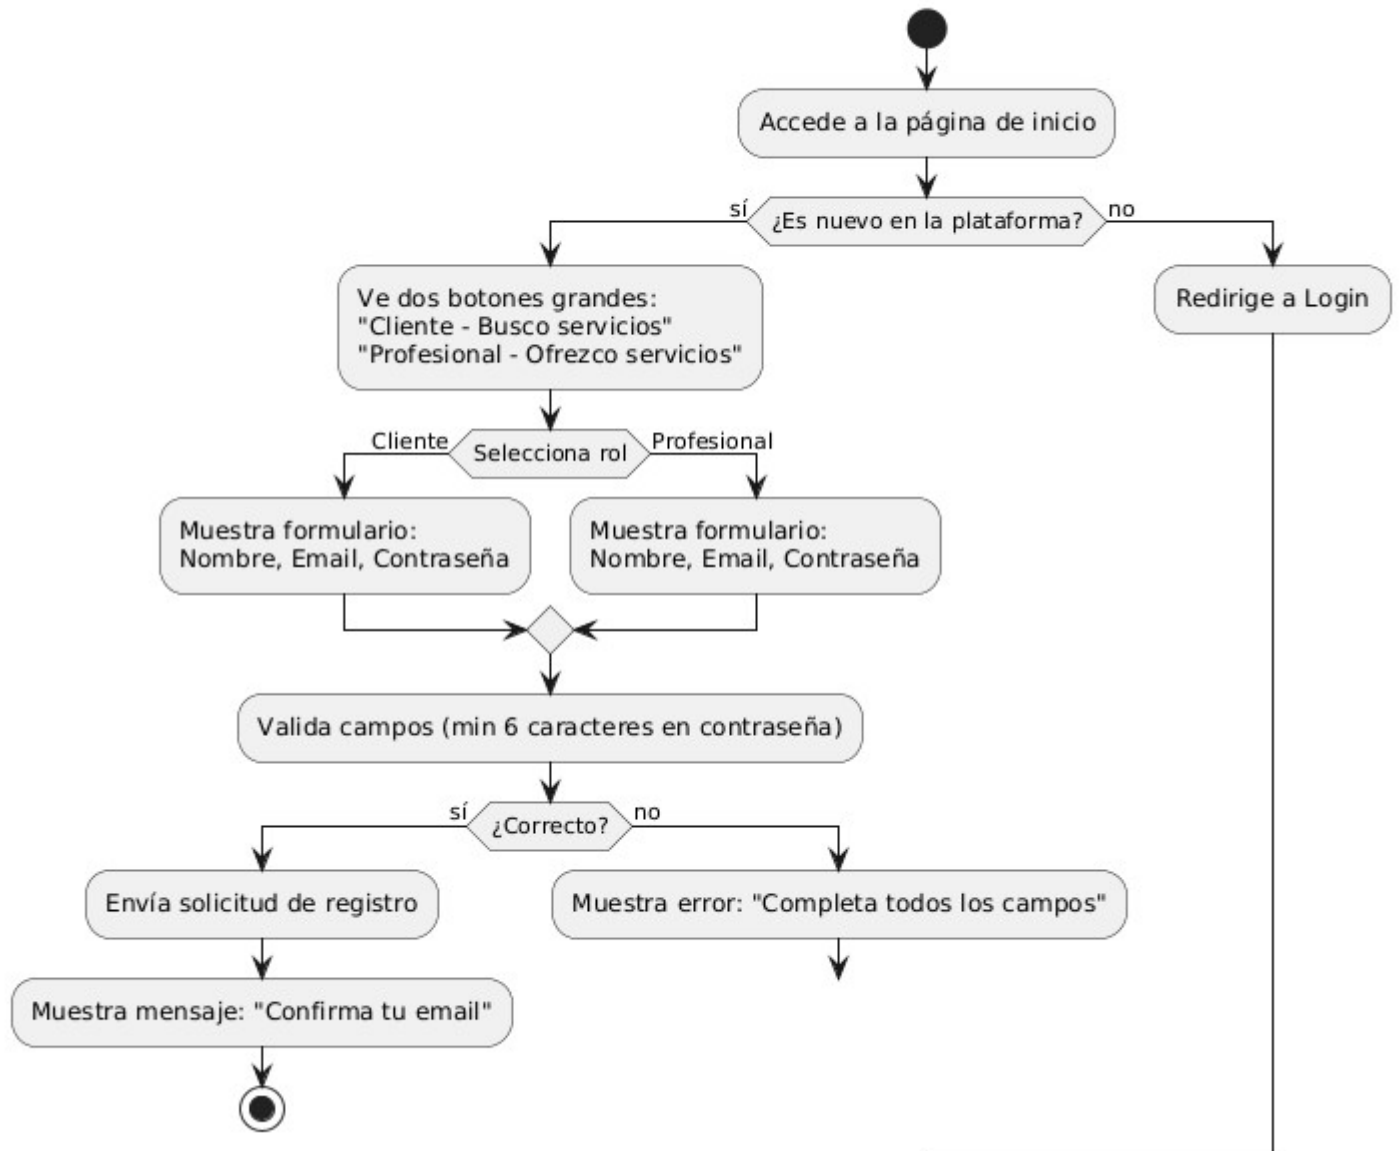 Accede a la página de inicio
sí
¿Es nuevo en la plataforma?
no
Ve dos botones grandes:
"Cliente - Busco servicios"
"Profesional - Ofrezco servicios"
Redirige a Login
Cliente
Selecciona rol
Profesional
Muestra formulario:
Nombre, Email, Contraseña
Muestra formulario:
Nombre, Email, Contraseña
Valida campos (min 6 caracteres en contraseña)
sí
¿Correcto?
no
Envía solicitud de registro
Muestra error: "Completa todos los campos"
Muestra mensaje: "Confirma tu email"